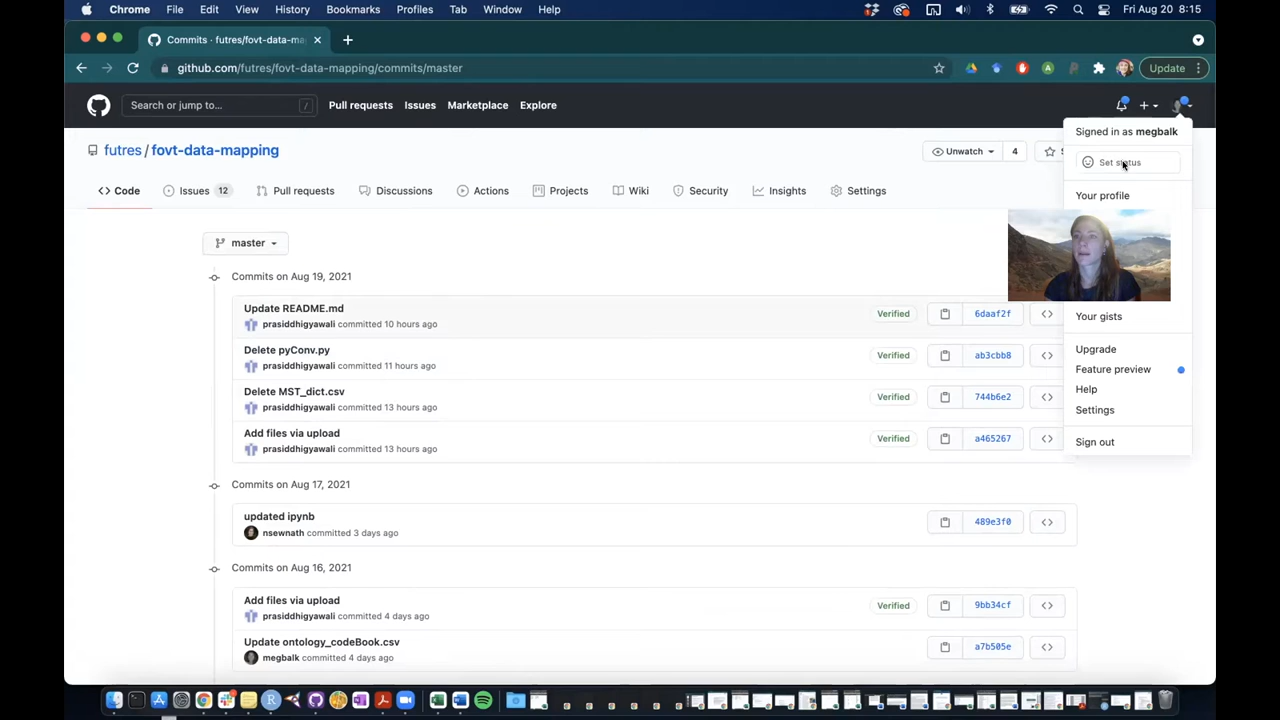 Chrome File Edit View History Bookmarks Profiles Tab Window Help Fri Aug 20 8:15
Commits · futres/fovt-data-ma
github.com/futres/fovt-data-mapping/commits/master Update
Search or jump to... / Pull requests Issues Marketplace Explore
Signed in as megbalk
futres / fovt-data-mapping Unwatch 4
Set status
Code Issues 12 Pull requests Discussions Actions Projects Wiki Security Insights Settings
Your profile
master
Commits on Aug 19, 2021
Update README.md
prasiddhigyawali committed 10 hours ago Verified 6daaf2f
Your gists
Delete pyConv.py
prasiddhigyawali committed 11 hours ago Verified ab3cbb8
Upgrade
Feature preview
Delete MST_dict.csv
prasiddhigyawali committed 13 hours ago Verified 744b6e2
Help
Settings
Add files via upload
prasiddhigyawali committed 13 hours ago Verified a465267
Sign out
Commits on Aug 17, 2021
updated ipynb
nsewnath committed 3 days ago 489e3f0
Commits on Aug 16, 2021
Add files via upload
prasiddhigyawali committed 4 days ago Verified 9bb34cf
Update ontology_codeBook.csv
megbalk committed 4 days ago a7b505e